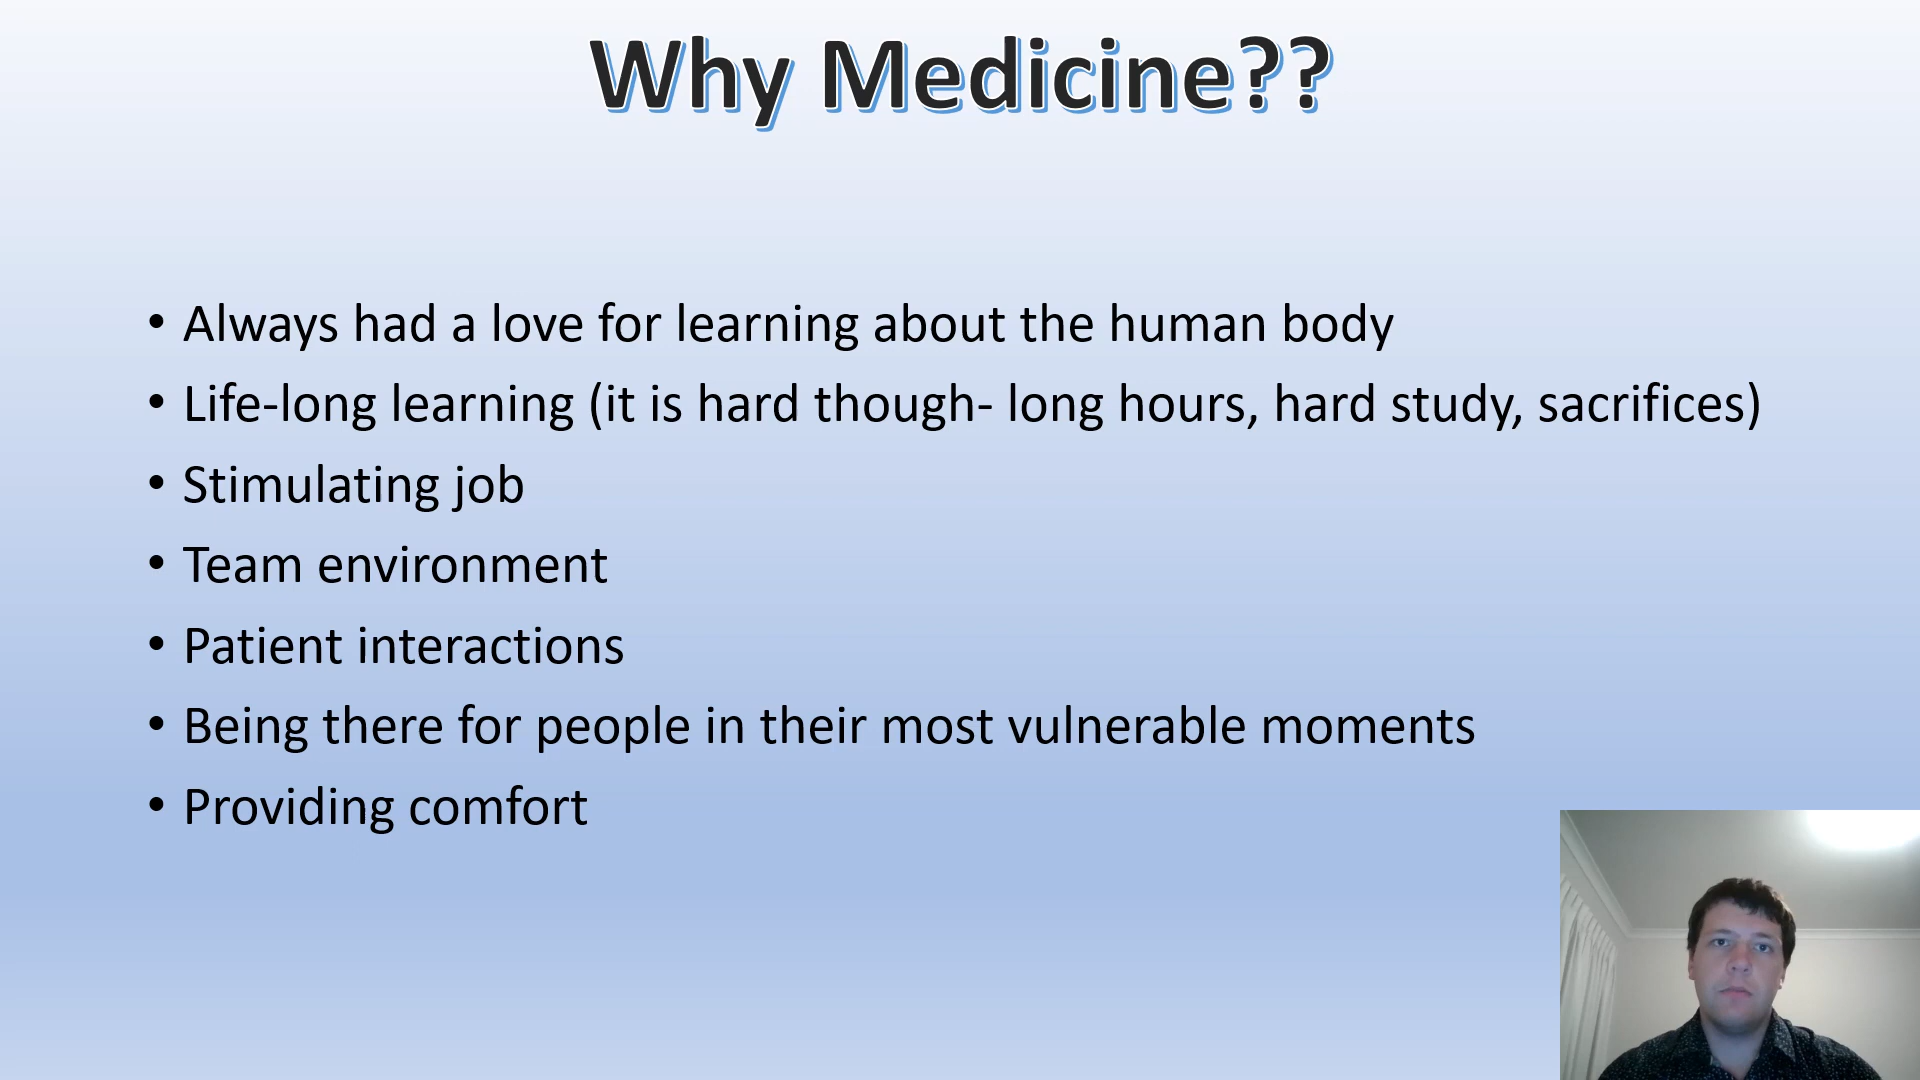 Why Medicine??
• Always had a love for learning about the human body
• Life-long learning (it is hard though- long hours, hard study, sacrifices)
• Stimulating job
• Team environment
• Patient interactions
• Being there for people in their most vulnerable moments
• Providing comfort